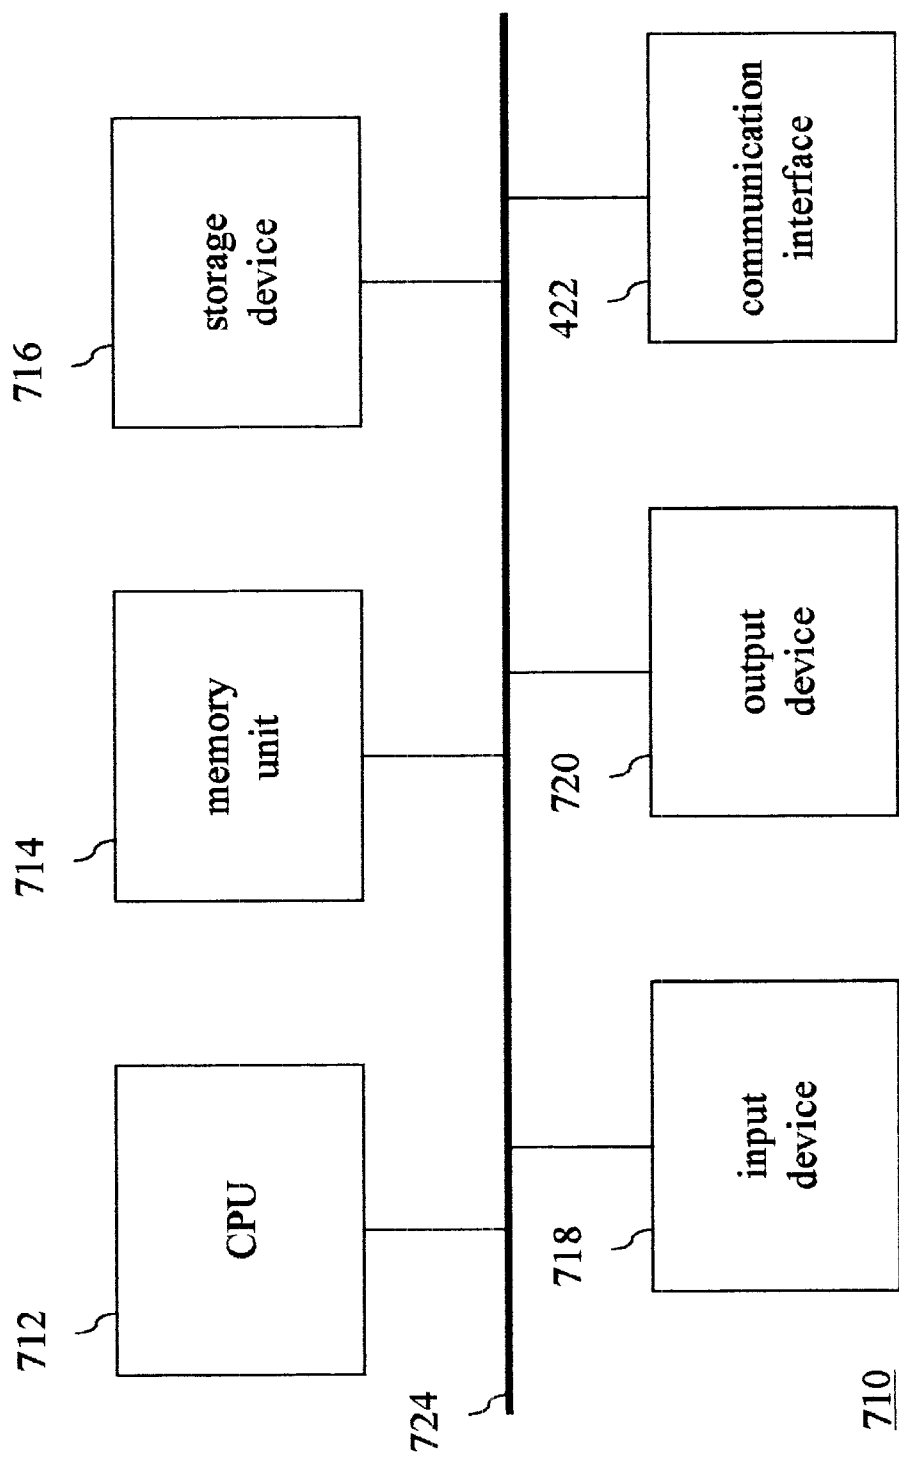 712
CPU
714
memory
unit
716
storage
device
724
718
input
device
720
output
device
422
communication
interface
710